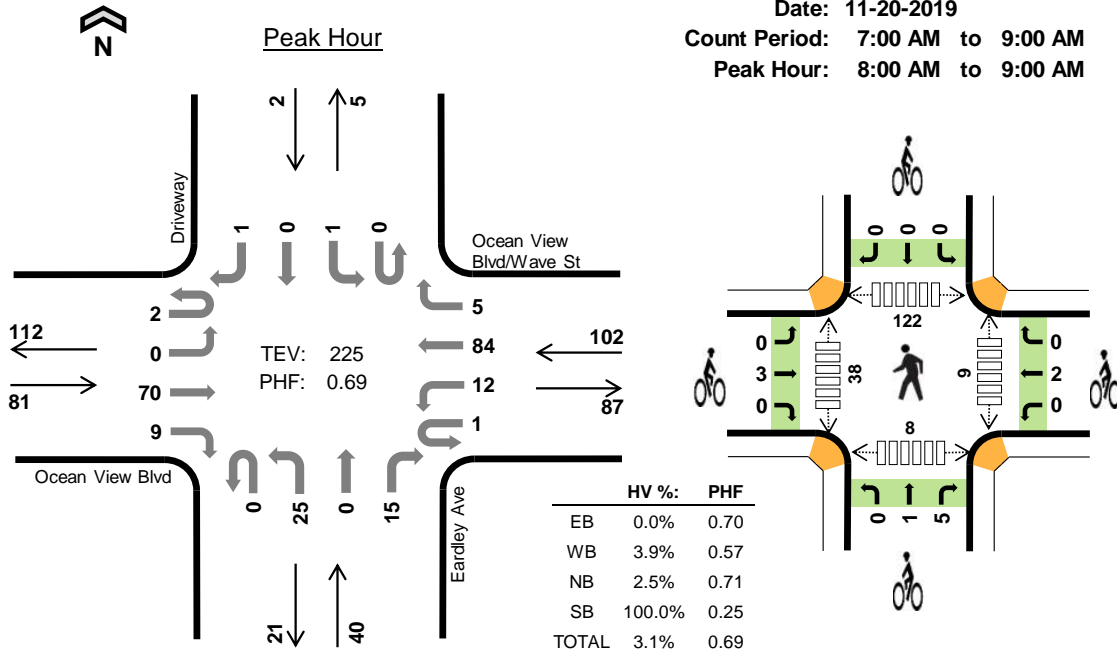 Date: 11-20-2019
Count Period: 7:00 AM to 9:00 AM
Peak Hour: 8:00 AM to 9:00 AM
N
Peak Hour
2 5
Driveway
1 0 1 0
Ocean View
Blvd/Wave St
2
0
70
9
112
81
TEV: 225
PHF: 0.69
5
84
12
1
102
87
Ocean View Blvd
0 25 0 15
Eardley Ave
21 40
0 0 0
122
0
3
0
38
9
0
2
0
8
0 1 5
HV %: PHF
EB 0.0% 0.70
WB 3.9% 0.57
NB 2.5% 0.71
SB 100.0% 0.25
TOTAL 3.1% 0.69